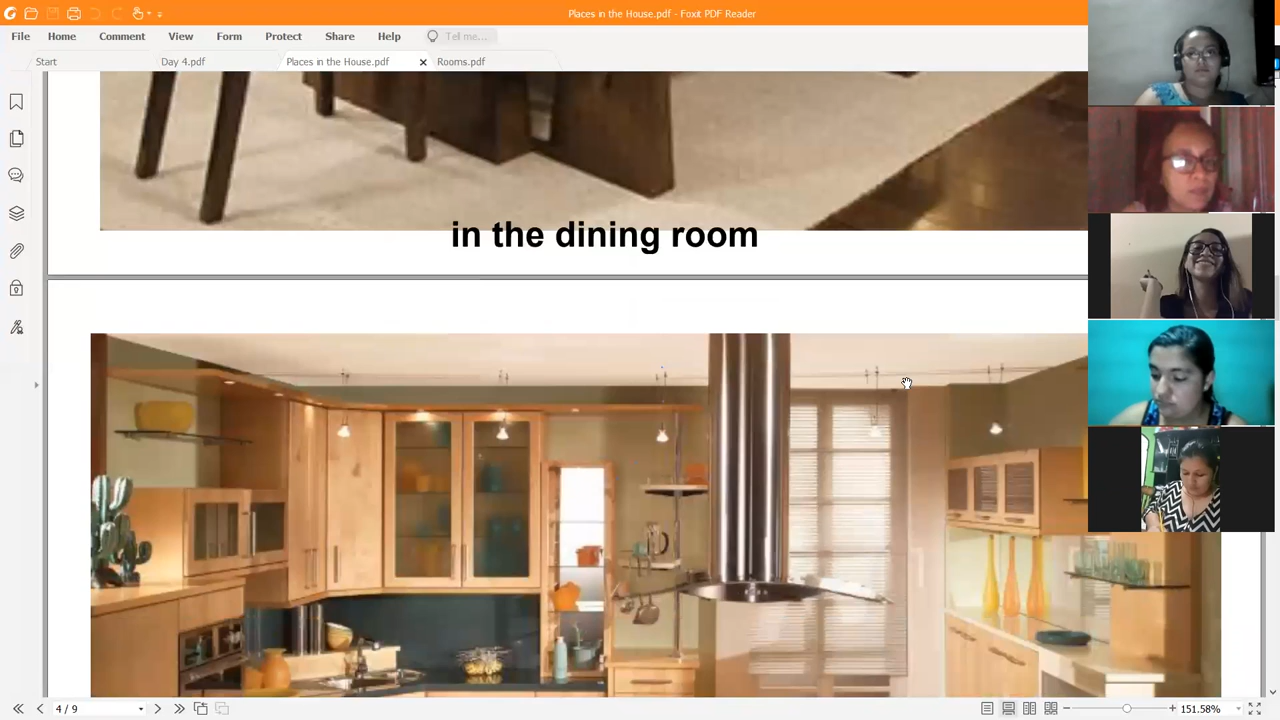 Places in the House.pdf - Foxit PDF Reader
File Home Comment View Form Protect Share Help Tell me...
Start Day 4.pdf Places in the House.pdf Rooms.pdf
in the dining room
4 / 9 151.58%